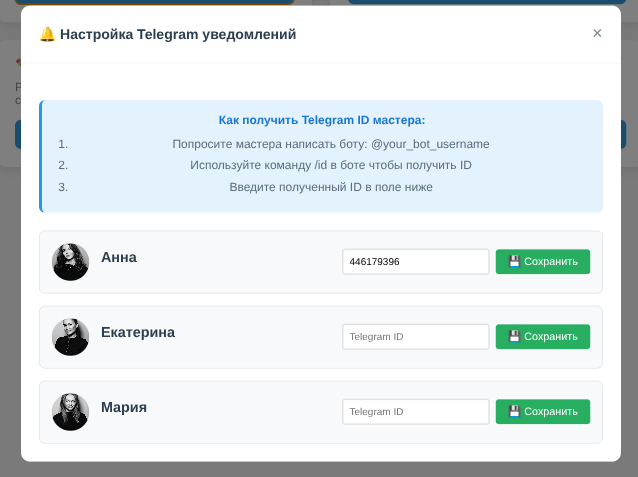 🔔 Настройка Telegram уведомлений
×
Как получить Telegram ID мастера:
1. Попросите мастера написать боту: @your_bot_username
2. Используйте команду /id в боте чтобы получить ID
3. Введите полученный ID в поле ниже
Анна
446179396
💾 Сохранить
Екатерина
Telegram ID
💾 Сохранить
Мария
Telegram ID
💾 Сохранить